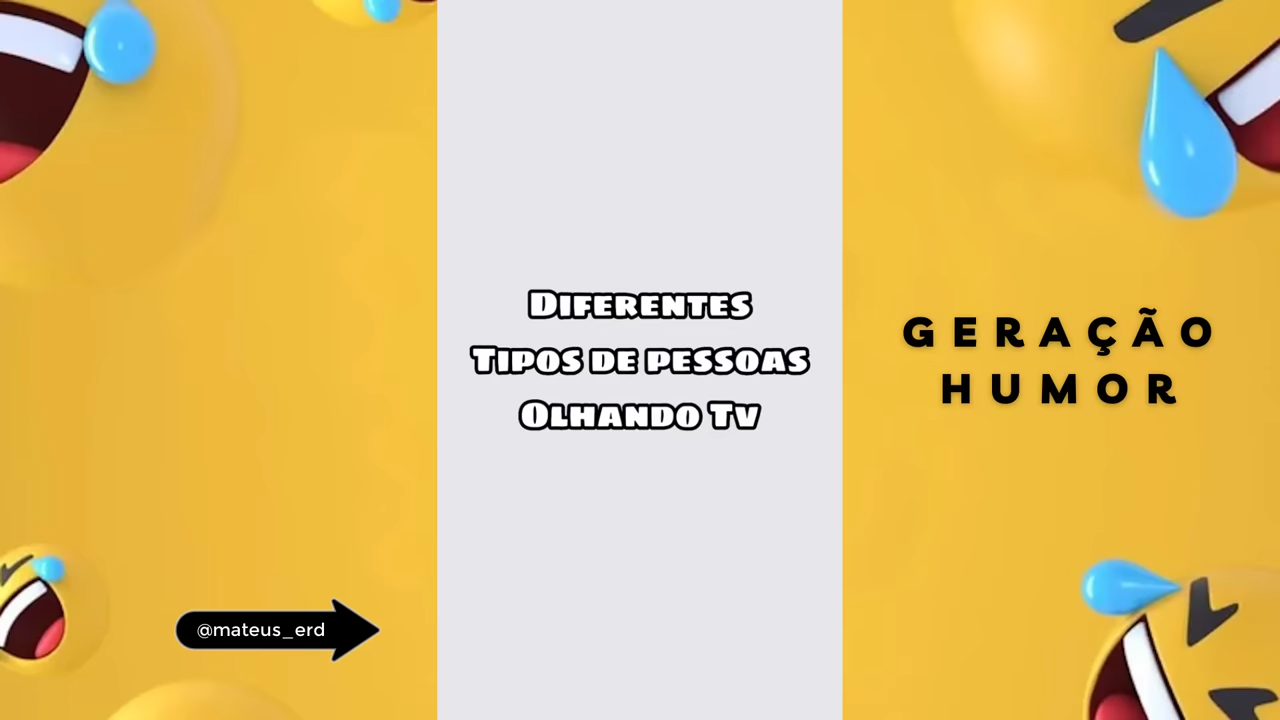 Diferentes
Tipos de pessoas
Olhando Tv
GERAÇÃO
HUMOR
@mateus_erd